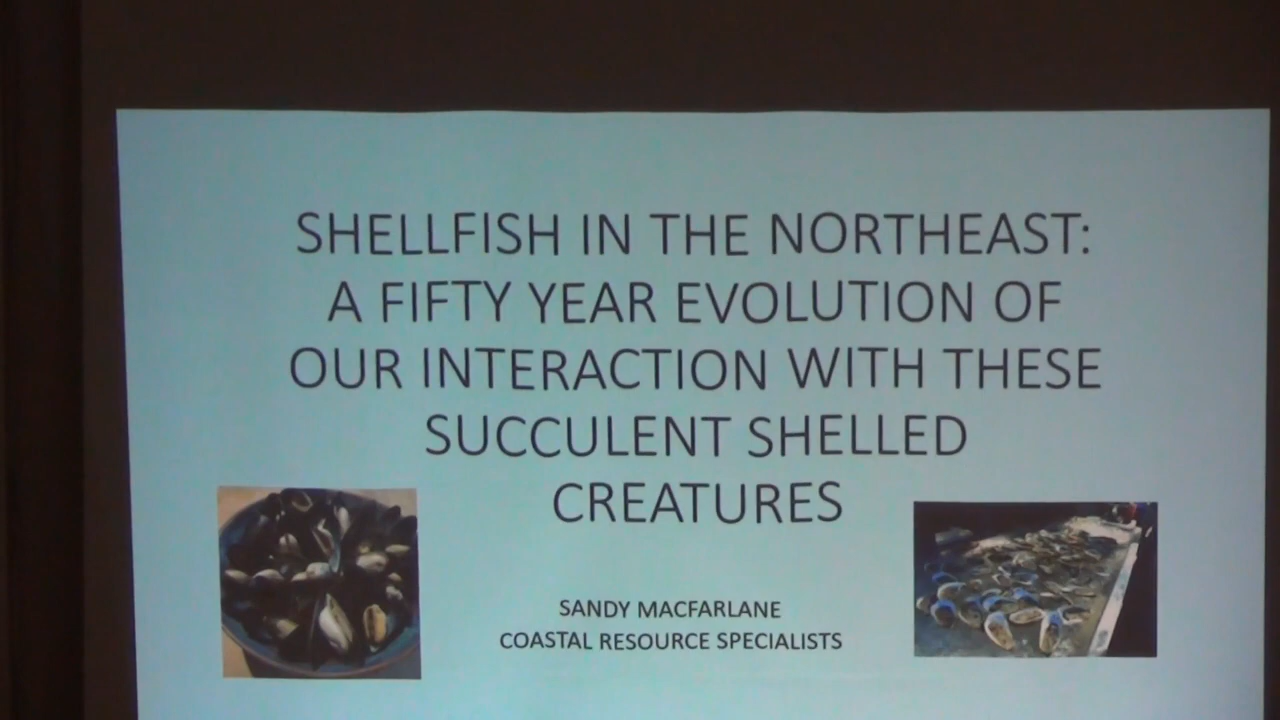 SHELLFISH IN THE NORTHEAST:
A FIFTY YEAR EVOLUTION OF
OUR INTERACTION WITH THESE
SUCCULENT SHELLED
CREATURES
SANDY MACFARLANE
COASTAL RESOURCE SPECIALISTS